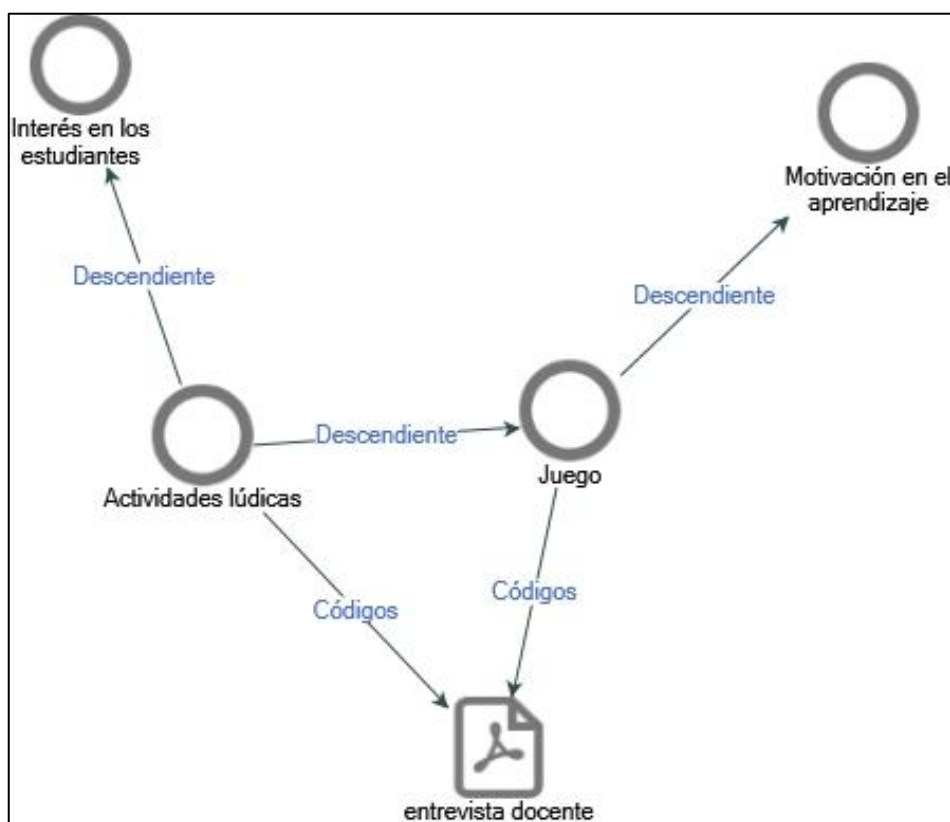 Interés en los
estudiantes
Motivación en el
aprendizaje
Descendiente
Descendiente
Descendiente
Actividades lúdicas
Juego
Códigos
Códigos
entrevista docente